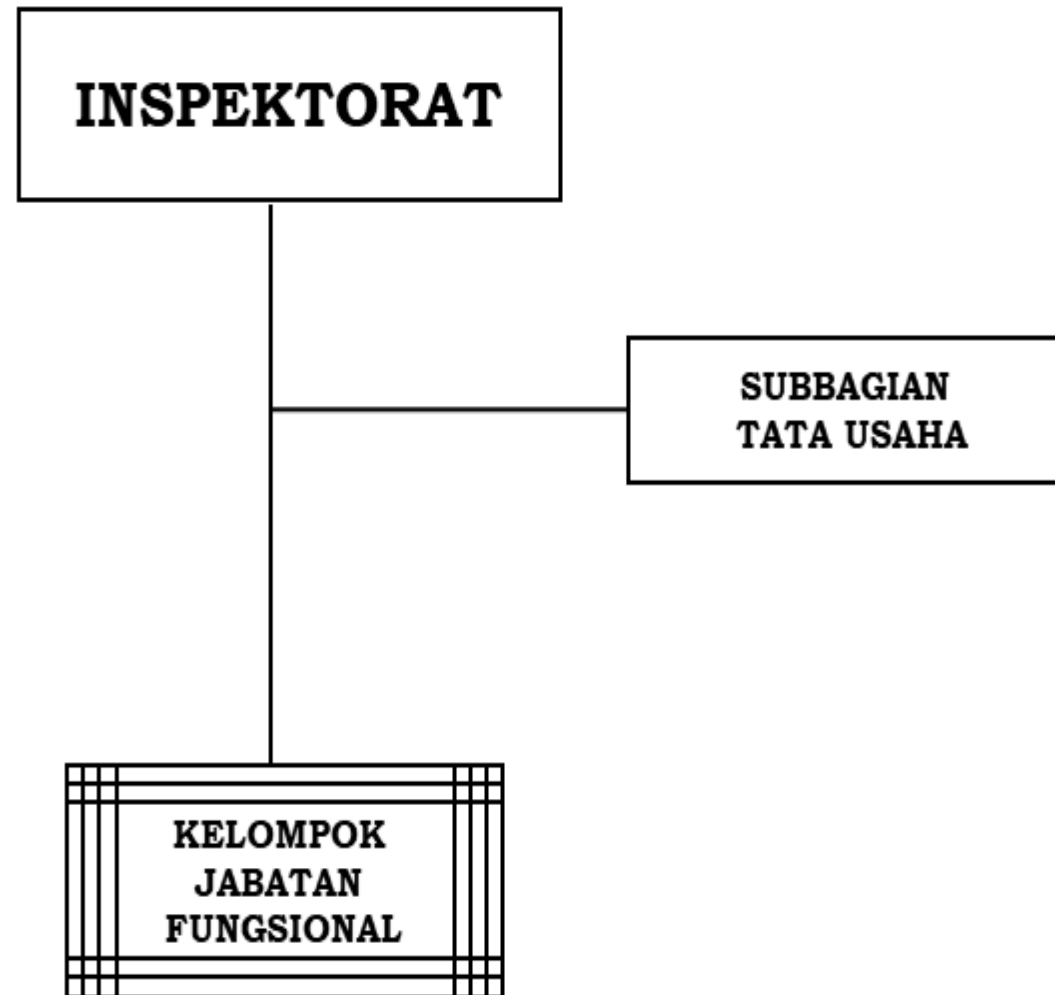 INSPEKTORAT
SUBBAGIAN
TATA USAHA
KELOMPOK
JABATAN
FUNGSIONAL